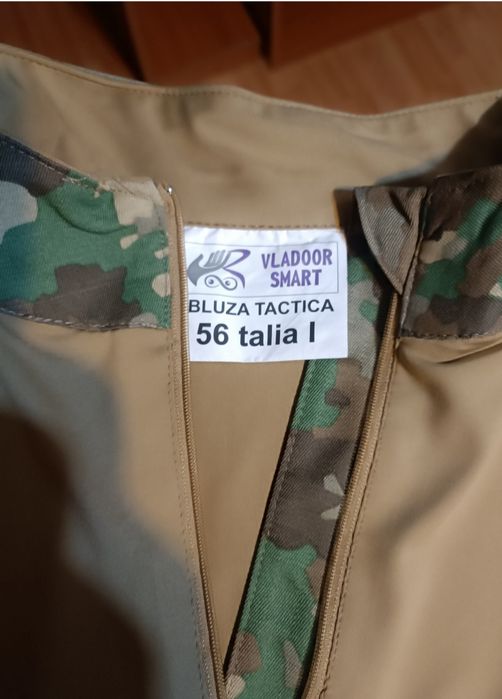 VLADOOR
SMART
BLUZA TACTICA
56 talia I